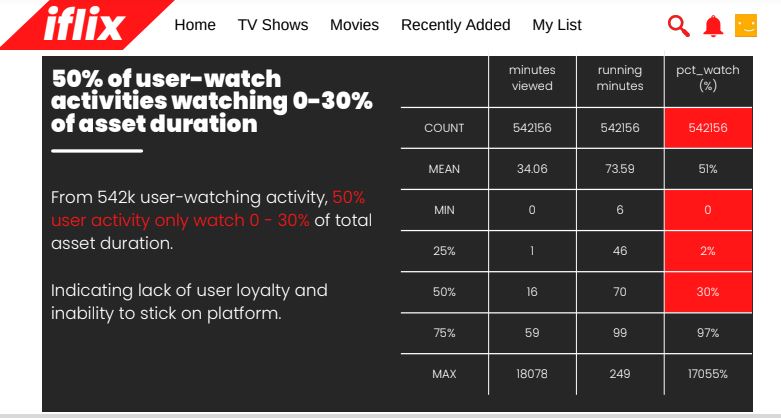 iflix Home TV Shows Movies Recently Added My List
50% of user-watch
activities watching 0-30%
of asset duration
From 542k user-watching activity, 50%
user activity only watch 0 - 30% of total
asset duration.
Indicating lack of user loyalty and
inability to stick on platform.
minutes viewed running minutes pct_watch (%)
COUNT 542156 542156 542156
MEAN 34.06 73.59 51%
MIN 0 6 0
25% 1 46 2%
50% 16 70 30%
75% 59 99 97%
MAX 18078 249 17055%